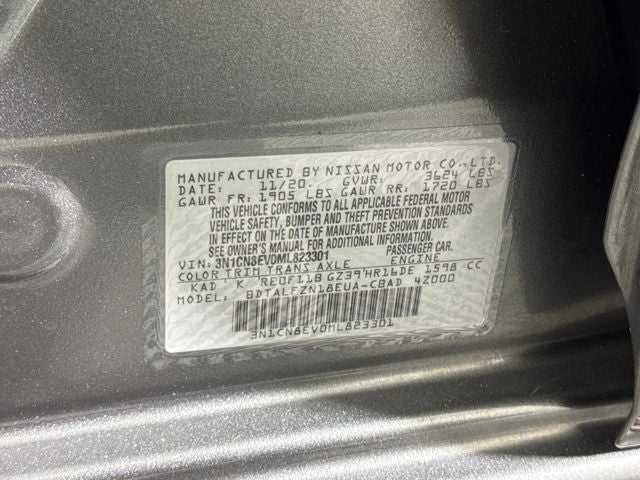 MANUFACTURED BY NISSAN MOTOR CO.,LTD.
DATE: 11/20 GVWR: 3624 LBS
GAWR FR: 1905 LBS GAWR RR: 1720 LBS
THIS VEHICLE CONFORMS TO ALL APPLICABLE FEDERAL MOTOR
VEHICLE SAFETY, BUMPER AND THEFT PREVENTION STANDARDS
IN EFFECT ON THE DATE OF MANUFACTURE SHOWN ABOVE.
SEE OWNER'S MANUAL FOR ADDITIONAL INFORMATION.
VIN: 3N1CN8EV0ML823301 PASSENGER CAR.
COLOR TRIM TRANS AXLE ENGINE
KAD K RE0F11B GZ39 HR16DE 1598 CC
BDTALFZN18EUA-CBAD 4Z000
3N1CN8EV0ML823301